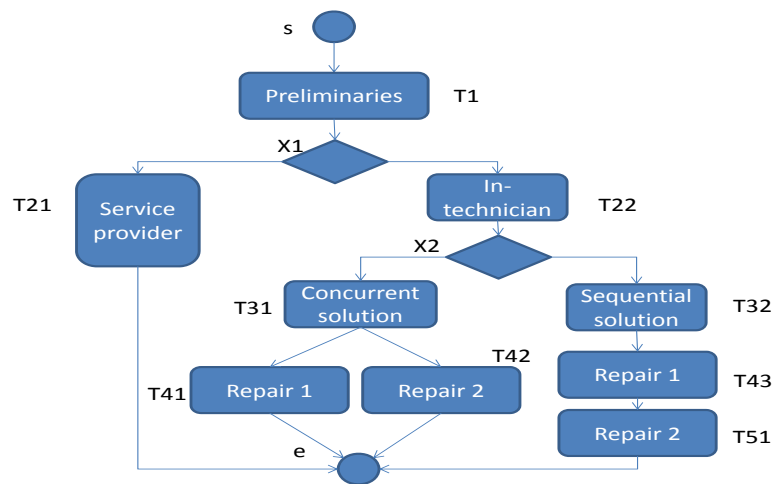 s
Preliminaries
T1
X1
T21
Service
provider
In-
technician
T22
X2
T31
Concurrent
solution
Sequential
solution
T32
T41
Repair 1
T42
Repair 2
Repair 1
T43
Repair 2
T51
e